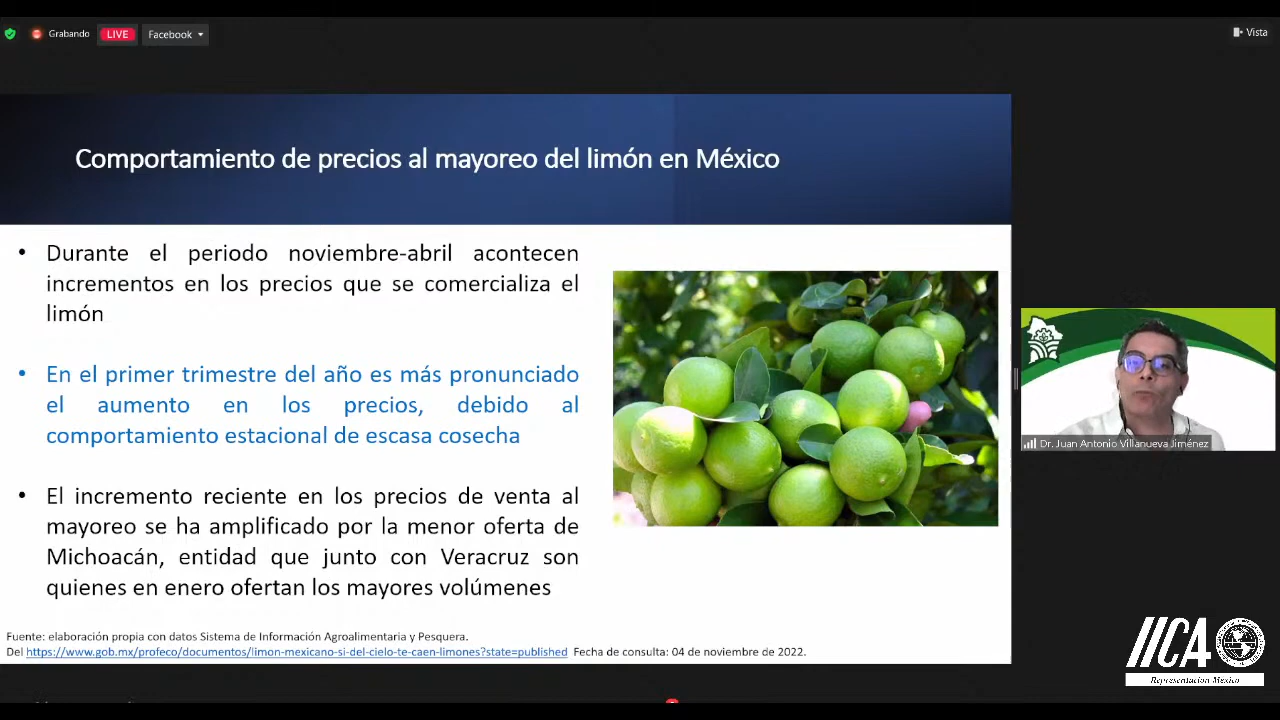 Grabando
LIVE
Facebook
Vista
Comportamiento de precios al mayoreo del limón en México
• Durante el periodo noviembre-abril acontecen
incrementos en los precios que se comercializa el
limón
• En el primer trimestre del año es más pronunciado
el aumento en los precios, debido al
comportamiento estacional de escasa cosecha
• El incremento reciente en los precios de venta al
mayoreo se ha amplificado por la menor oferta de
Michoacán, entidad que junto con Veracruz son
quienes en enero ofertan los mayores volúmenes
Fuente: elaboración propia con datos Sistema de Información Agroalimentaria y Pesquera.
Del https://www.gob.mx/profeco/documentos/limon-mexicano-si-del-cielo-te-caen-limones?state=published Fecha de consulta: 04 de noviembre de 2022.
Dr. Juan Antonio Villanueva Jiménez
IICA
Representación México